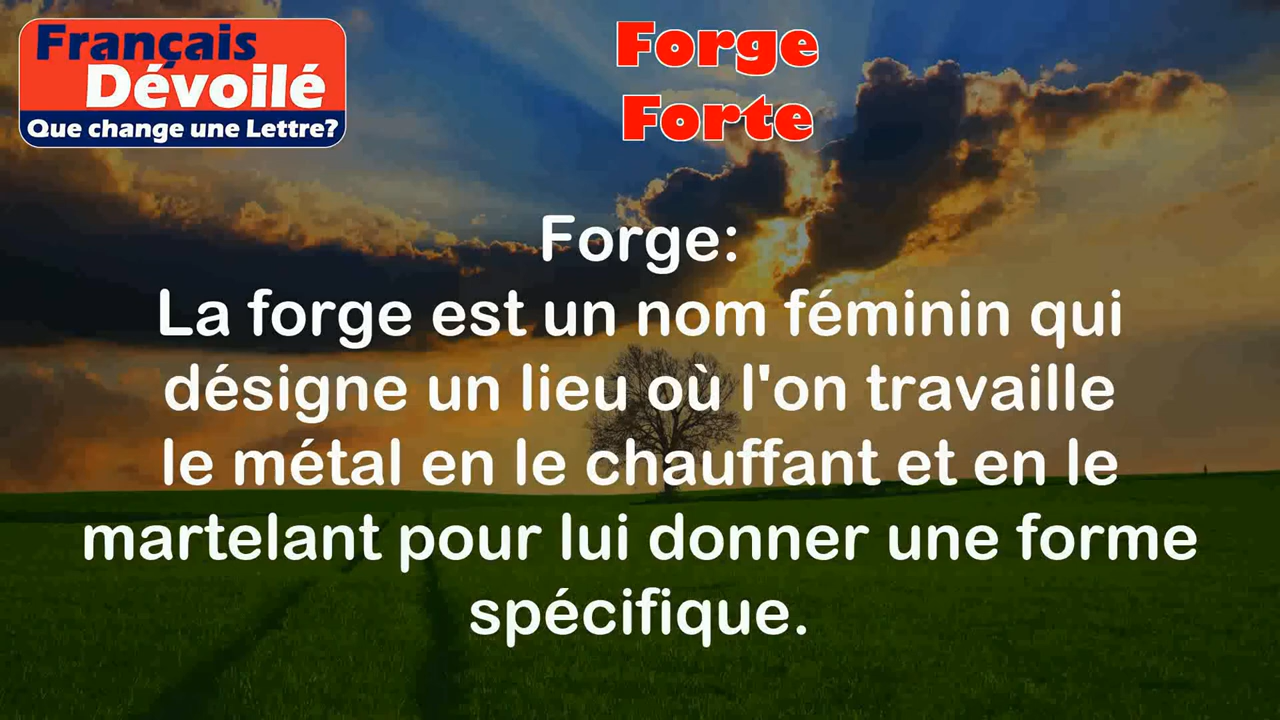 Français
Dévoilé
Que change une Lettre?
Forge
Forte
Forge:
La forge est un nom féminin qui
désigne un lieu où l'on travaille
le métal en le chauffant et en le
martelant pour lui donner une forme
spécifique.